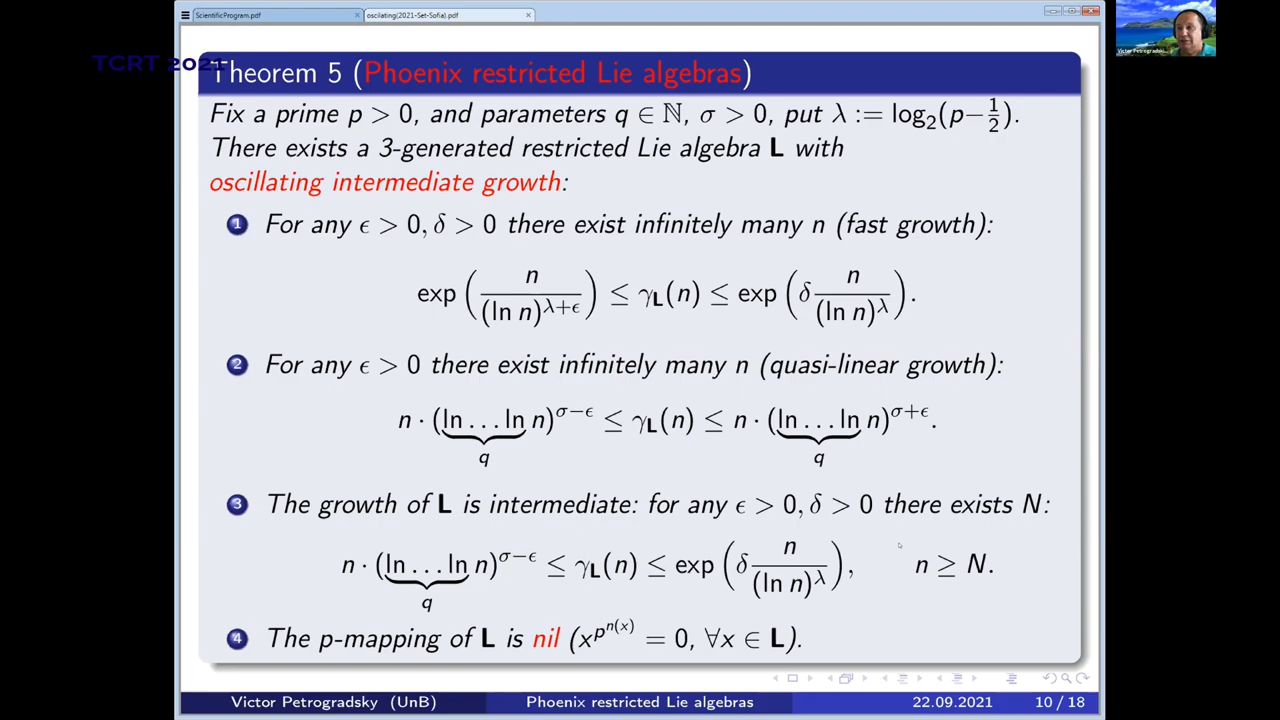 ScientificProgram.pdf
oscilating(2021-Set-Sofia).pdf
Victor Petrogradsk...
TCRT 2021
Theorem 5 (Phoenix restricted Lie algebras)
Fix a prime p > 0, and parameters q ∈ ℕ, σ > 0, put λ := log₂(p−1/2).
There exists a 3-generated restricted Lie algebra L with
oscillating intermediate growth:
1 For any ϵ > 0, δ > 0 there exist infinitely many n (fast growth):
exp(n/(ln n)^{λ+ϵ}) ≤ γ_L(n) ≤ exp(δ n/(ln n)^λ).
2 For any ϵ > 0 there exist infinitely many n (quasi-linear growth):
n · (ln … ln n)^{σ−ϵ} ≤ γ_L(n) ≤ n · (ln … ln n)^{σ+ϵ}.
q q
3 The growth of L is intermediate: for any ϵ > 0, δ > 0 there exists N:
n · (ln … ln n)^{σ−ϵ} ≤ γ_L(n) ≤ exp(δ n/(ln n)^λ), n ≥ N.
q
4 The p-mapping of L is nil (x^{p^{n(x)}} = 0, ∀x ∈ L).
Victor Petrogradsky (UnB) Phoenix restricted Lie algebras 22.09.2021 10 / 18